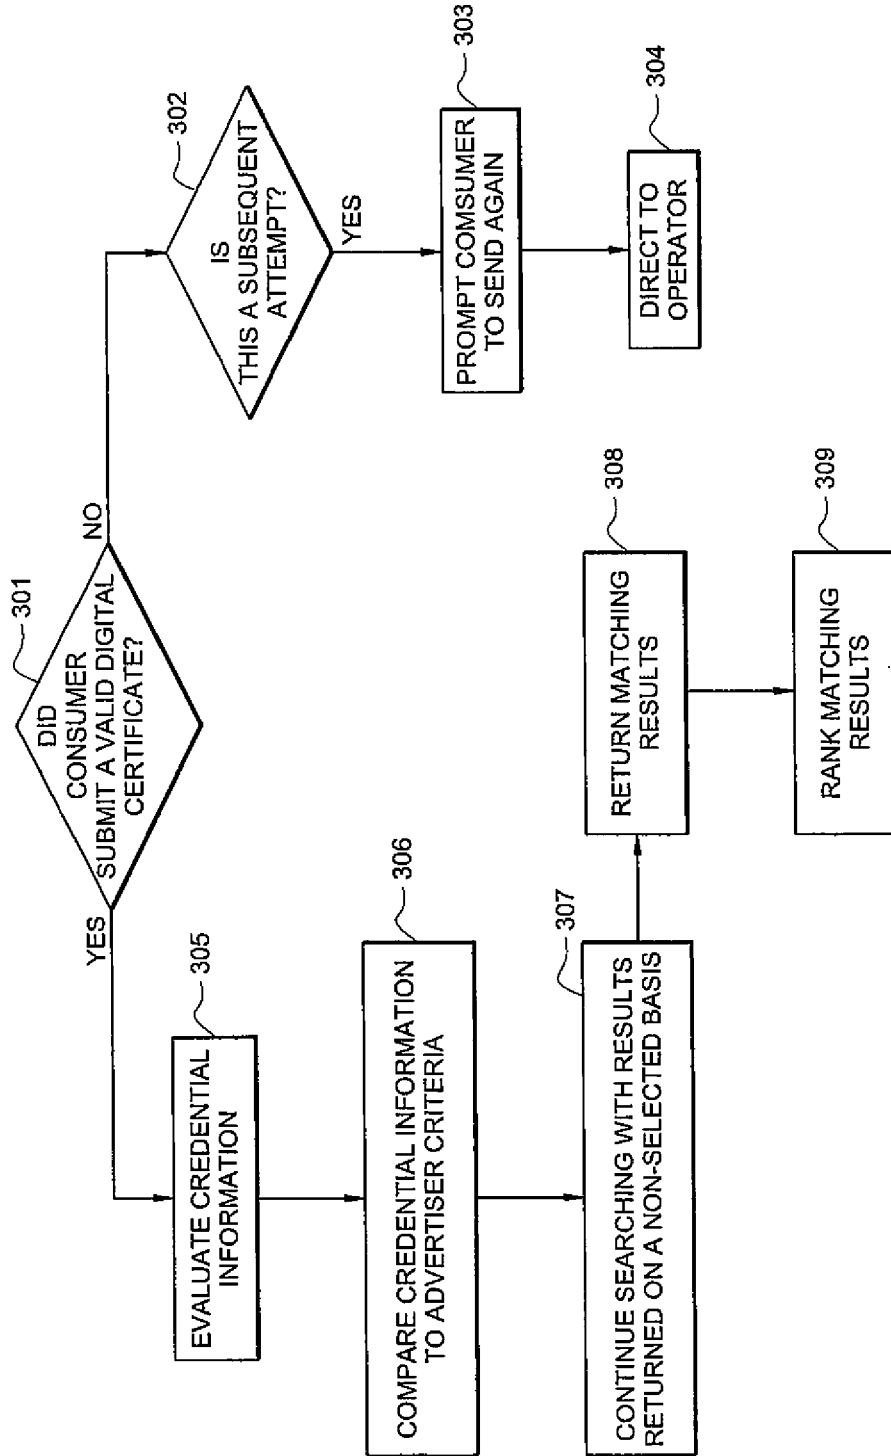 301
DID
CONSUMER
SUBMIT A VALID DIGITAL
CERTIFICATE?
NO
302
IS
THIS A SUBSEQUENT
ATTEMPT?
YES
303
PROMPT COMSUMER
TO SEND AGAIN
304
DIRECT TO
OPERATOR
YES
305
EVALUATE CREDENTIAL
INFORMATION
306
COMPARE CREDENTIAL INFORMATION
TO ADVERTISER CRITERIA
307
CONTINUE SEARCHING WITH RESULTS
RETURNED ON A NON-SELECTED BASIS
308
RETURN MATCHING
RESULTS
309
RANK MATCHING
RESULTS